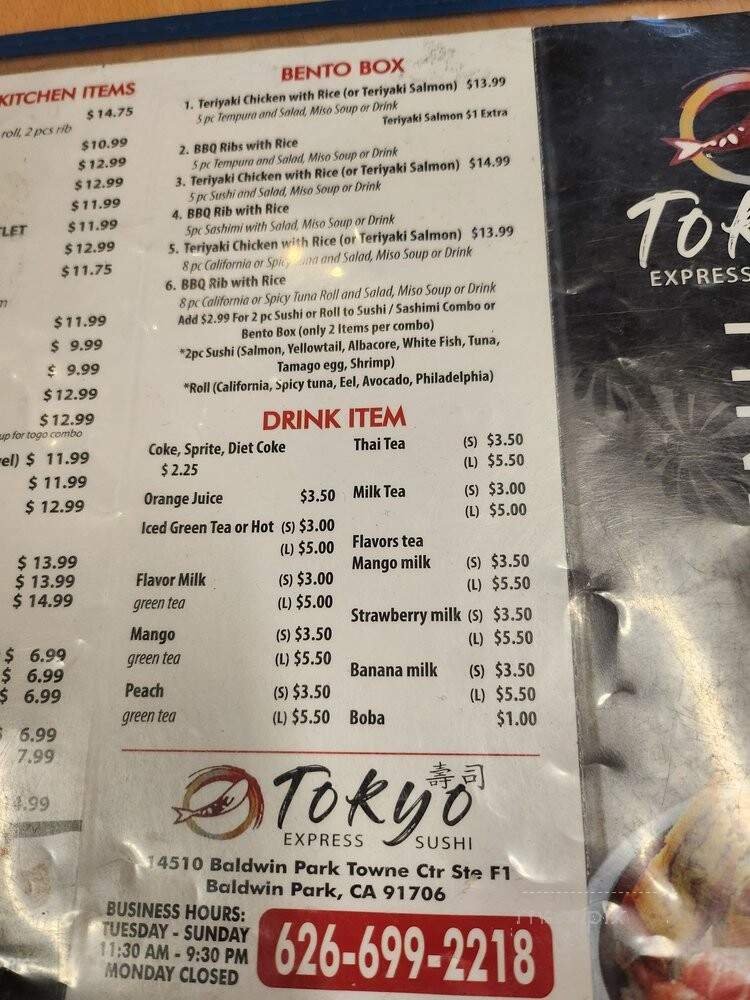 KITCHEN ITEMS
$ 14.75
roll, 2 pcs rib
$10.99
$12.99
$12.99
$11.99
$11.99
$12.99
$11.75
$11.99
$ 9.99
$ 9.99
$12.99
$12.99
up for togo combo
$ 11.99
$ 11.99
$ 12.99
$ 13.99
$ 13.99
$ 14.99
$ 6.99
$ 6.99
$ 6.99
6.99
7.99
4.99
BENTO BOX
1. Teriyaki Chicken with Rice (or Teriyaki Salmon) $13.99
5 pc Tempura and Salad, Miso Soup or Drink
Teriyaki Salmon $1 Extra
2. BBQ Ribs with Rice
5 pc Tempura and Salad, Miso Soup or Drink
3. Teriyaki Chicken with Rice (or Teriyaki Salmon) $14.99
5 pc Sushi and Salad, Miso Soup or Drink
4. BBQ Rib with Rice
5pc Sashimi with Salad, Miso Soup or Drink
5. Teriyaki Chicken with Rice (or Teriyaki Salmon) $13.99
8 pc California or Spicy Tuna and Salad, Miso Soup or Drink
6. BBQ Rib with Rice
8 pc California or Spicy Tuna Roll and Salad, Miso Soup or Drink
Add $2.99 For 2 pc Sushi or Roll to Sushi / Sashimi Combo or
Bento Box (only 2 Items per combo)
*2pc Sushi (Salmon, Yellowtail, Albacore, White Fish, Tuna,
Tamago egg, Shrimp)
*Roll (California, Spicy tuna, Eel, Avocado, Philadelphia)
DRINK ITEM
Coke, Sprite, Diet Coke
$ 2.25
Orange Juice $3.50
Iced Green Tea or Hot (S) $3.00
(L) $5.00
Flavor Milk (S) $3.00
green tea (L) $5.00
Mango (S) $3.50
green tea (L) $5.50
Peach (S) $3.50
green tea (L) $5.50
Thai Tea (S) $3.50
(L) $5.50
Milk Tea (S) $3.00
(L) $5.00
Flavors tea
Mango milk (S) $3.50
(L) $5.50
Strawberry milk (S) $3.50
(L) $5.50
Banana milk (S) $3.50
(L) $5.50
Boba $1.00
TOKYO 壽司
EXPRESS SUSHI
14510 Baldwin Park Towne Ctr Ste F1
Baldwin Park, CA 91706
BUSINESS HOURS:
TUESDAY - SUNDAY
11:30 AM - 9:30 PM
MONDAY CLOSED
626-699-2218
EXPRESS